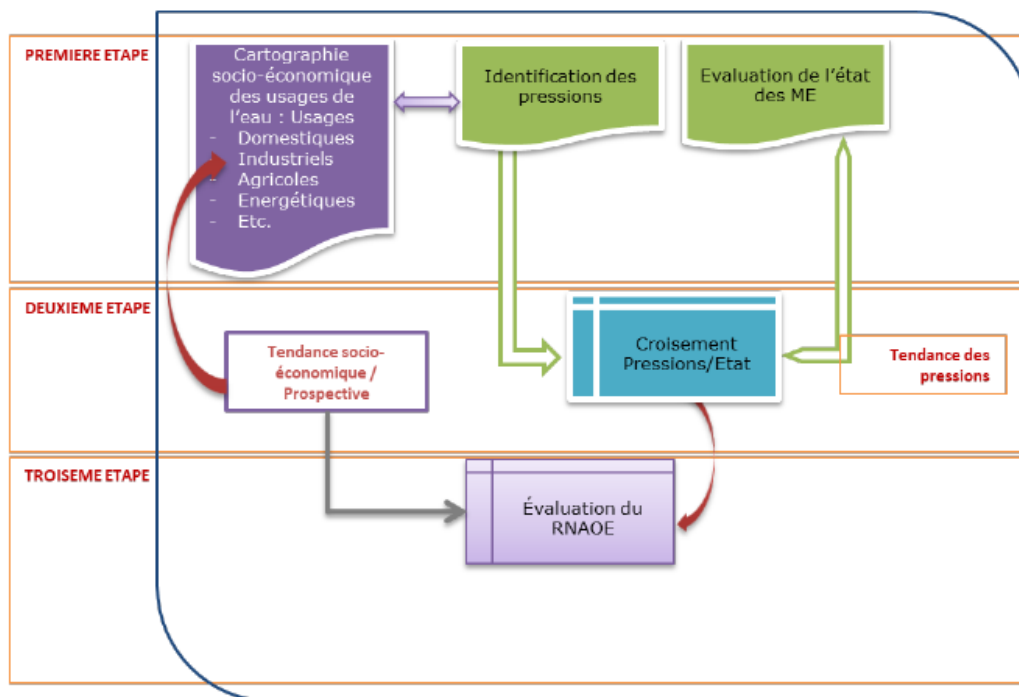 PREMIERE ETAPE
Cartographie
socio-économique
des usages de
l'eau : Usages
- Domestiques
- Industriels
- Agricoles
- Energétiques
- Etc.
Identification des
pressions
Evaluation de l'état
des ME
DEUXIEME ETAPE
Tendance socio-
économique /
Prospective
Croisement
Pressions/Etat
Tendance des
pressions
TROISEME ETAPE
Évaluation du
RNAOE